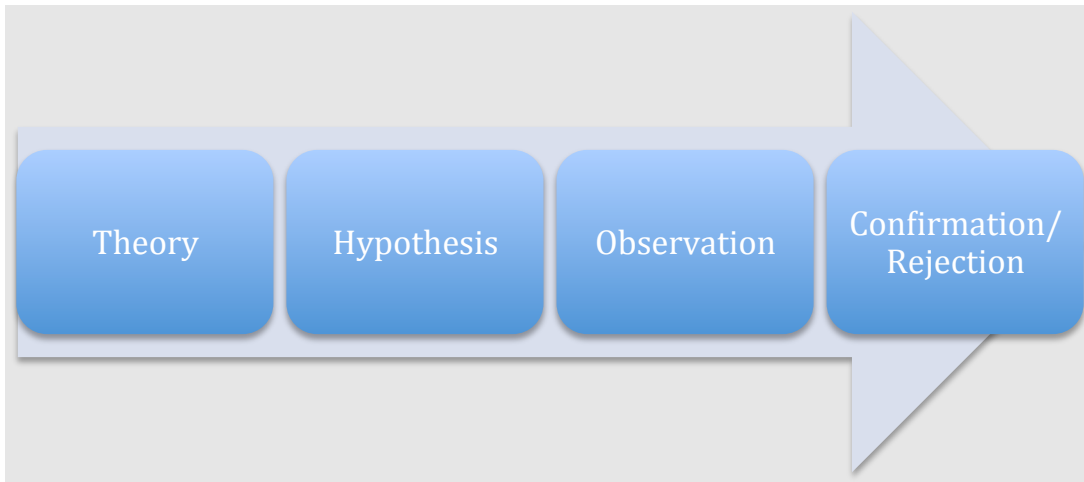 Theory
Hypothesis
Observation
Confirmation/
Rejection